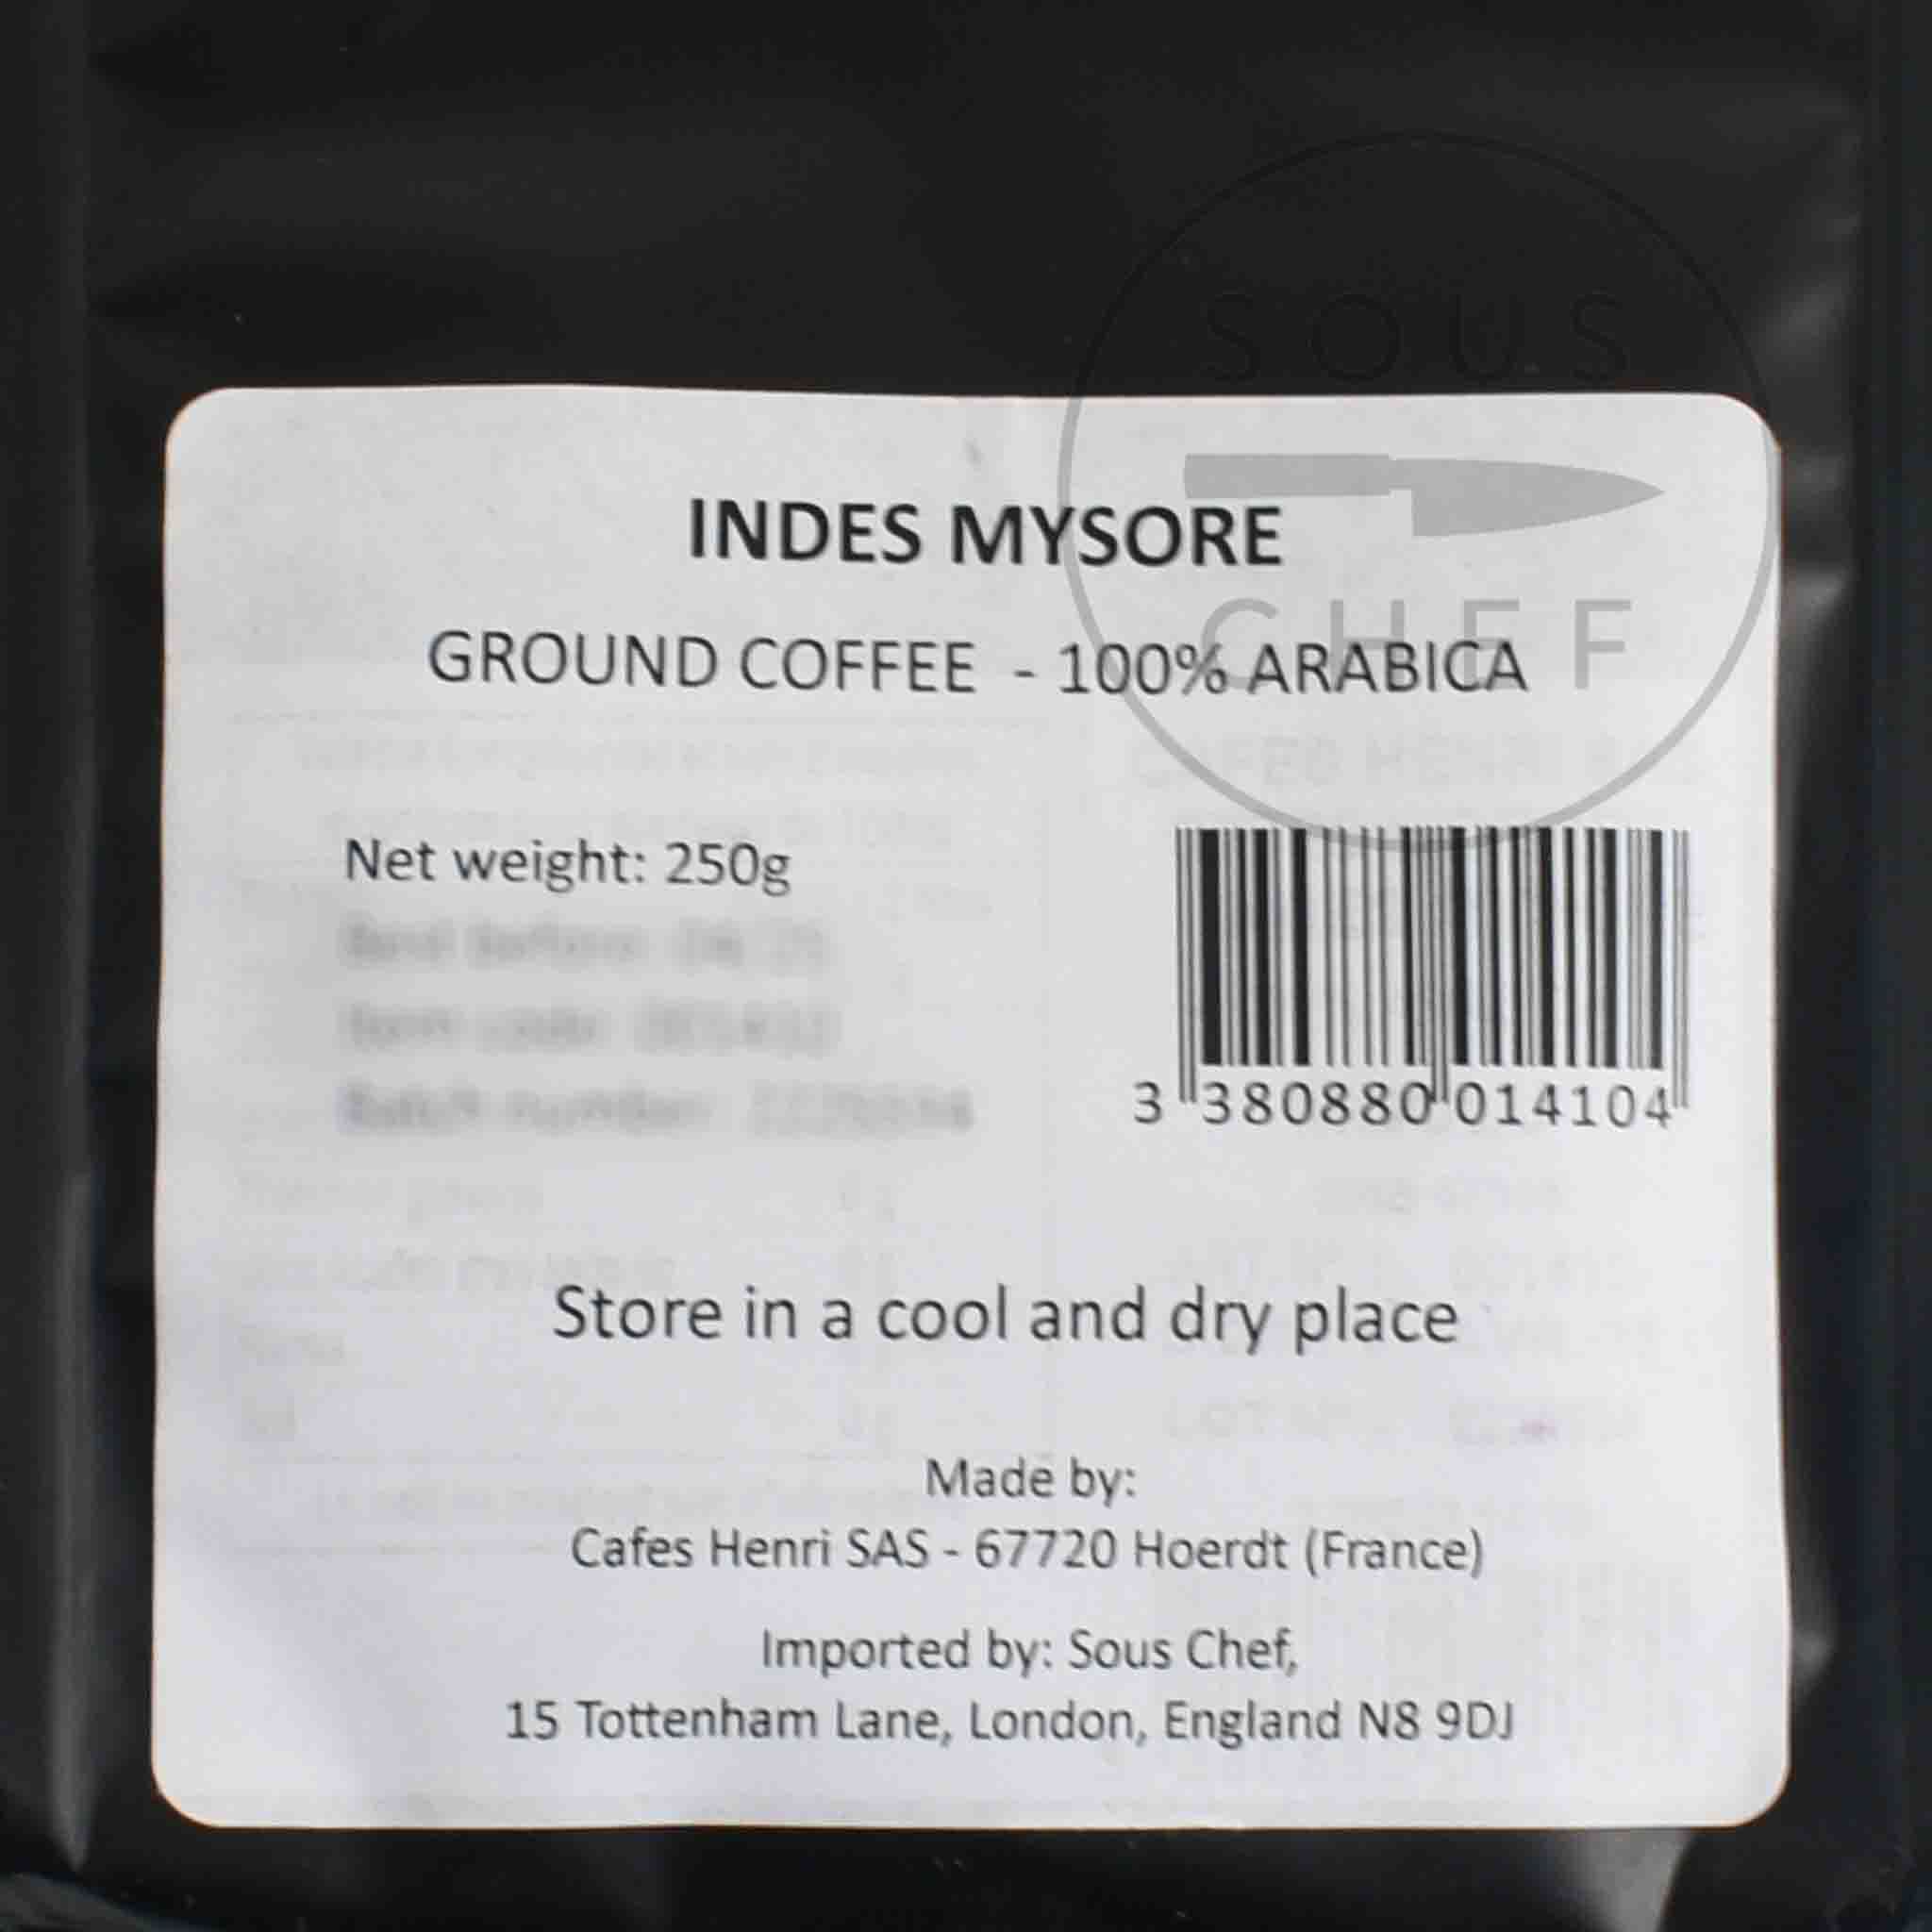 SOUS
CHEF
INDES MYSORE
GROUND COFFEE - 100% ARABICA
Net weight: 250g
3 380880 014104
Store in a cool and dry place
Made by:
Cafes Henri SAS - 67720 Hoerdt (France)
Imported by: Sous Chef,
15 Tottenham Lane, London, England N8 9DJ